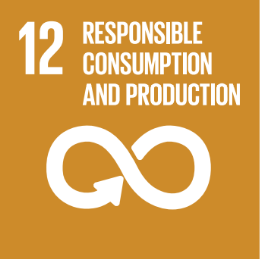 12 RESPONSIBLE
CONSUMPTION
AND PRODUCTION